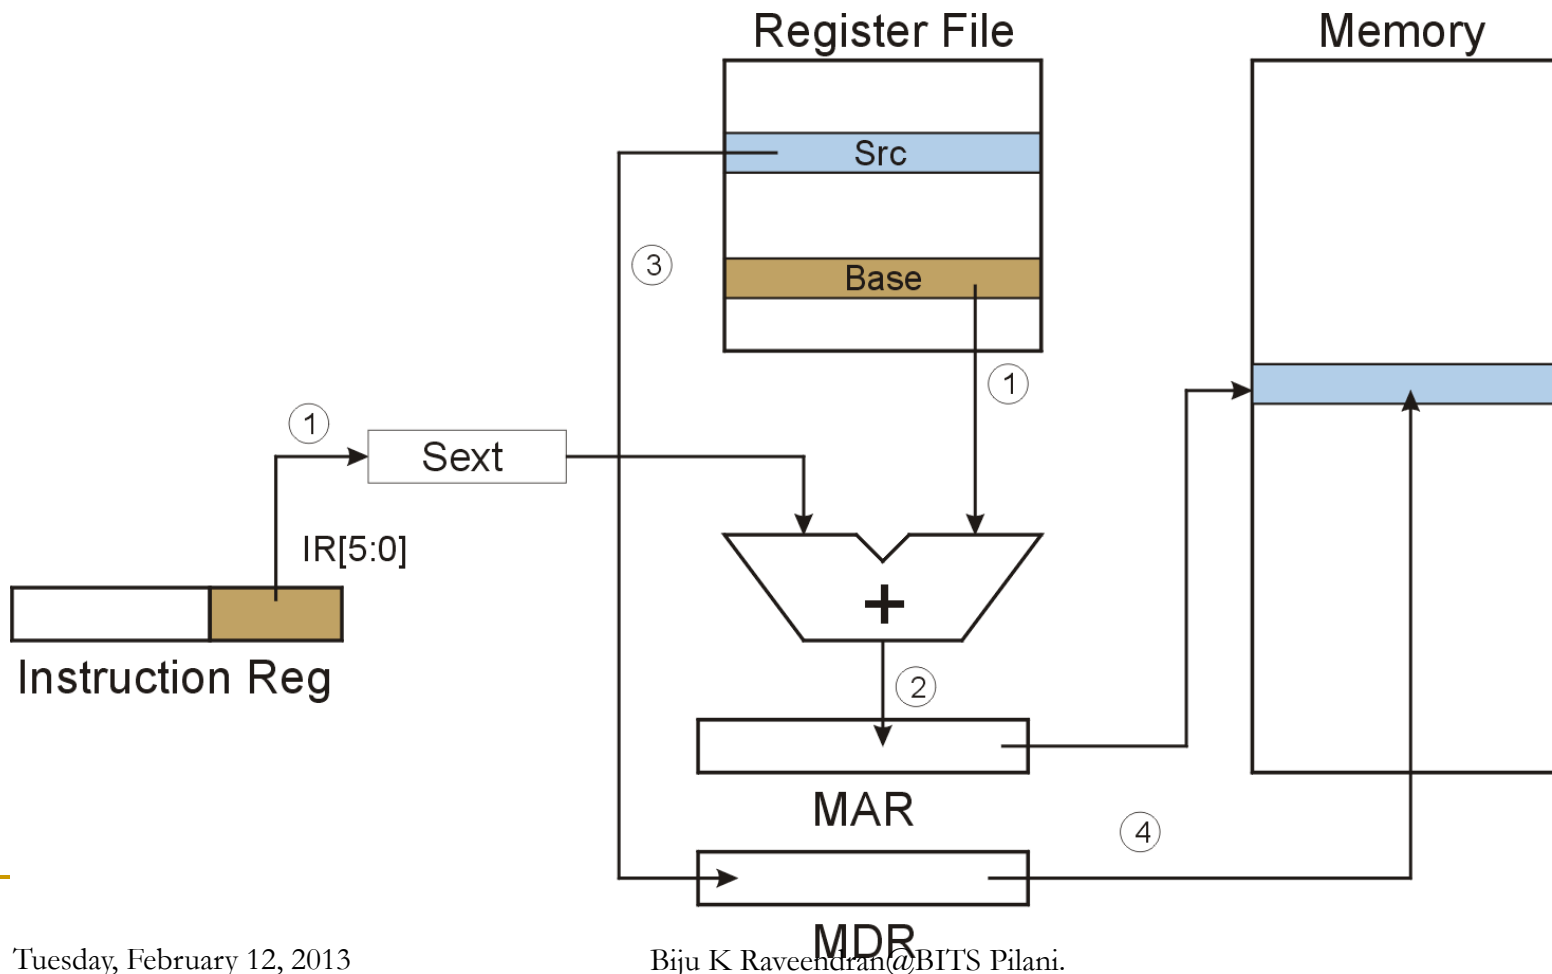 Register File
Memory
Src
3
Base
1
1
Sext
IR[5:0]
+
Instruction Reg
2
MAR
4
MDR
Tuesday, February 12, 2013
Biju K Raveendran@BITS Pilani.